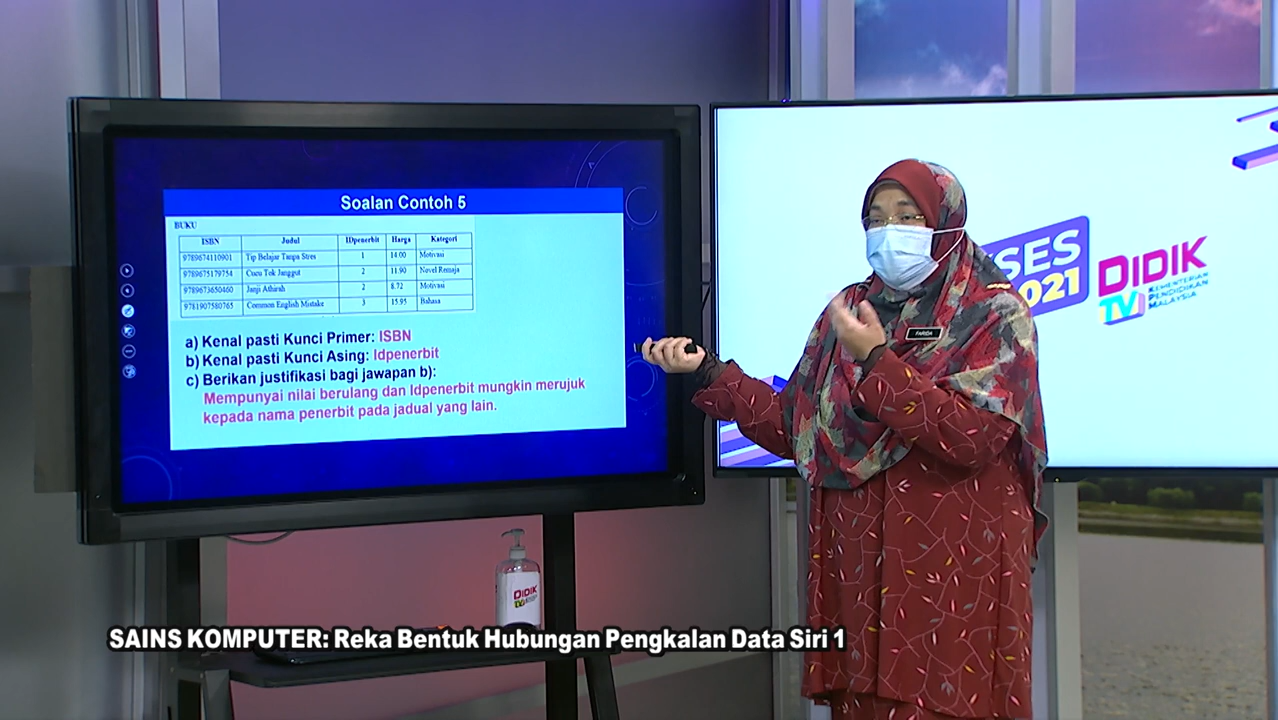 Soalan Contoh 5
BUKU
ISBN Judul IDpenerbit Harga Kategori
9789674110901 Tip Belajar Tanpa Stres 1 14.00 Motivasi
9789675179754 Cucu Tok Janggut 2 11.90 Novel Remaja
9789673650460 Janji Athirah 2 8.72 Motivasi
9781907580765 Common English Mistake 3 15.95 Bahasa
a) Kenal pasti Kunci Primer: ISBN
b) Kenal pasti Kunci Asing: Idpenerbit
c) Berikan justifikasi bagi jawapan b):
Mempunyai nilai berulang dan Idpenerbit mungkin merujuk
kepada nama penerbit pada jadual yang lain.
KSES
021
DIDIK
TV
KEMENTERIAN
PENDIDIKAN
MALAYSIA
FARIDA
DIDIK
TV
SAINS KOMPUTER: Reka Bentuk Hubungan Pengkalan Data Siri 1